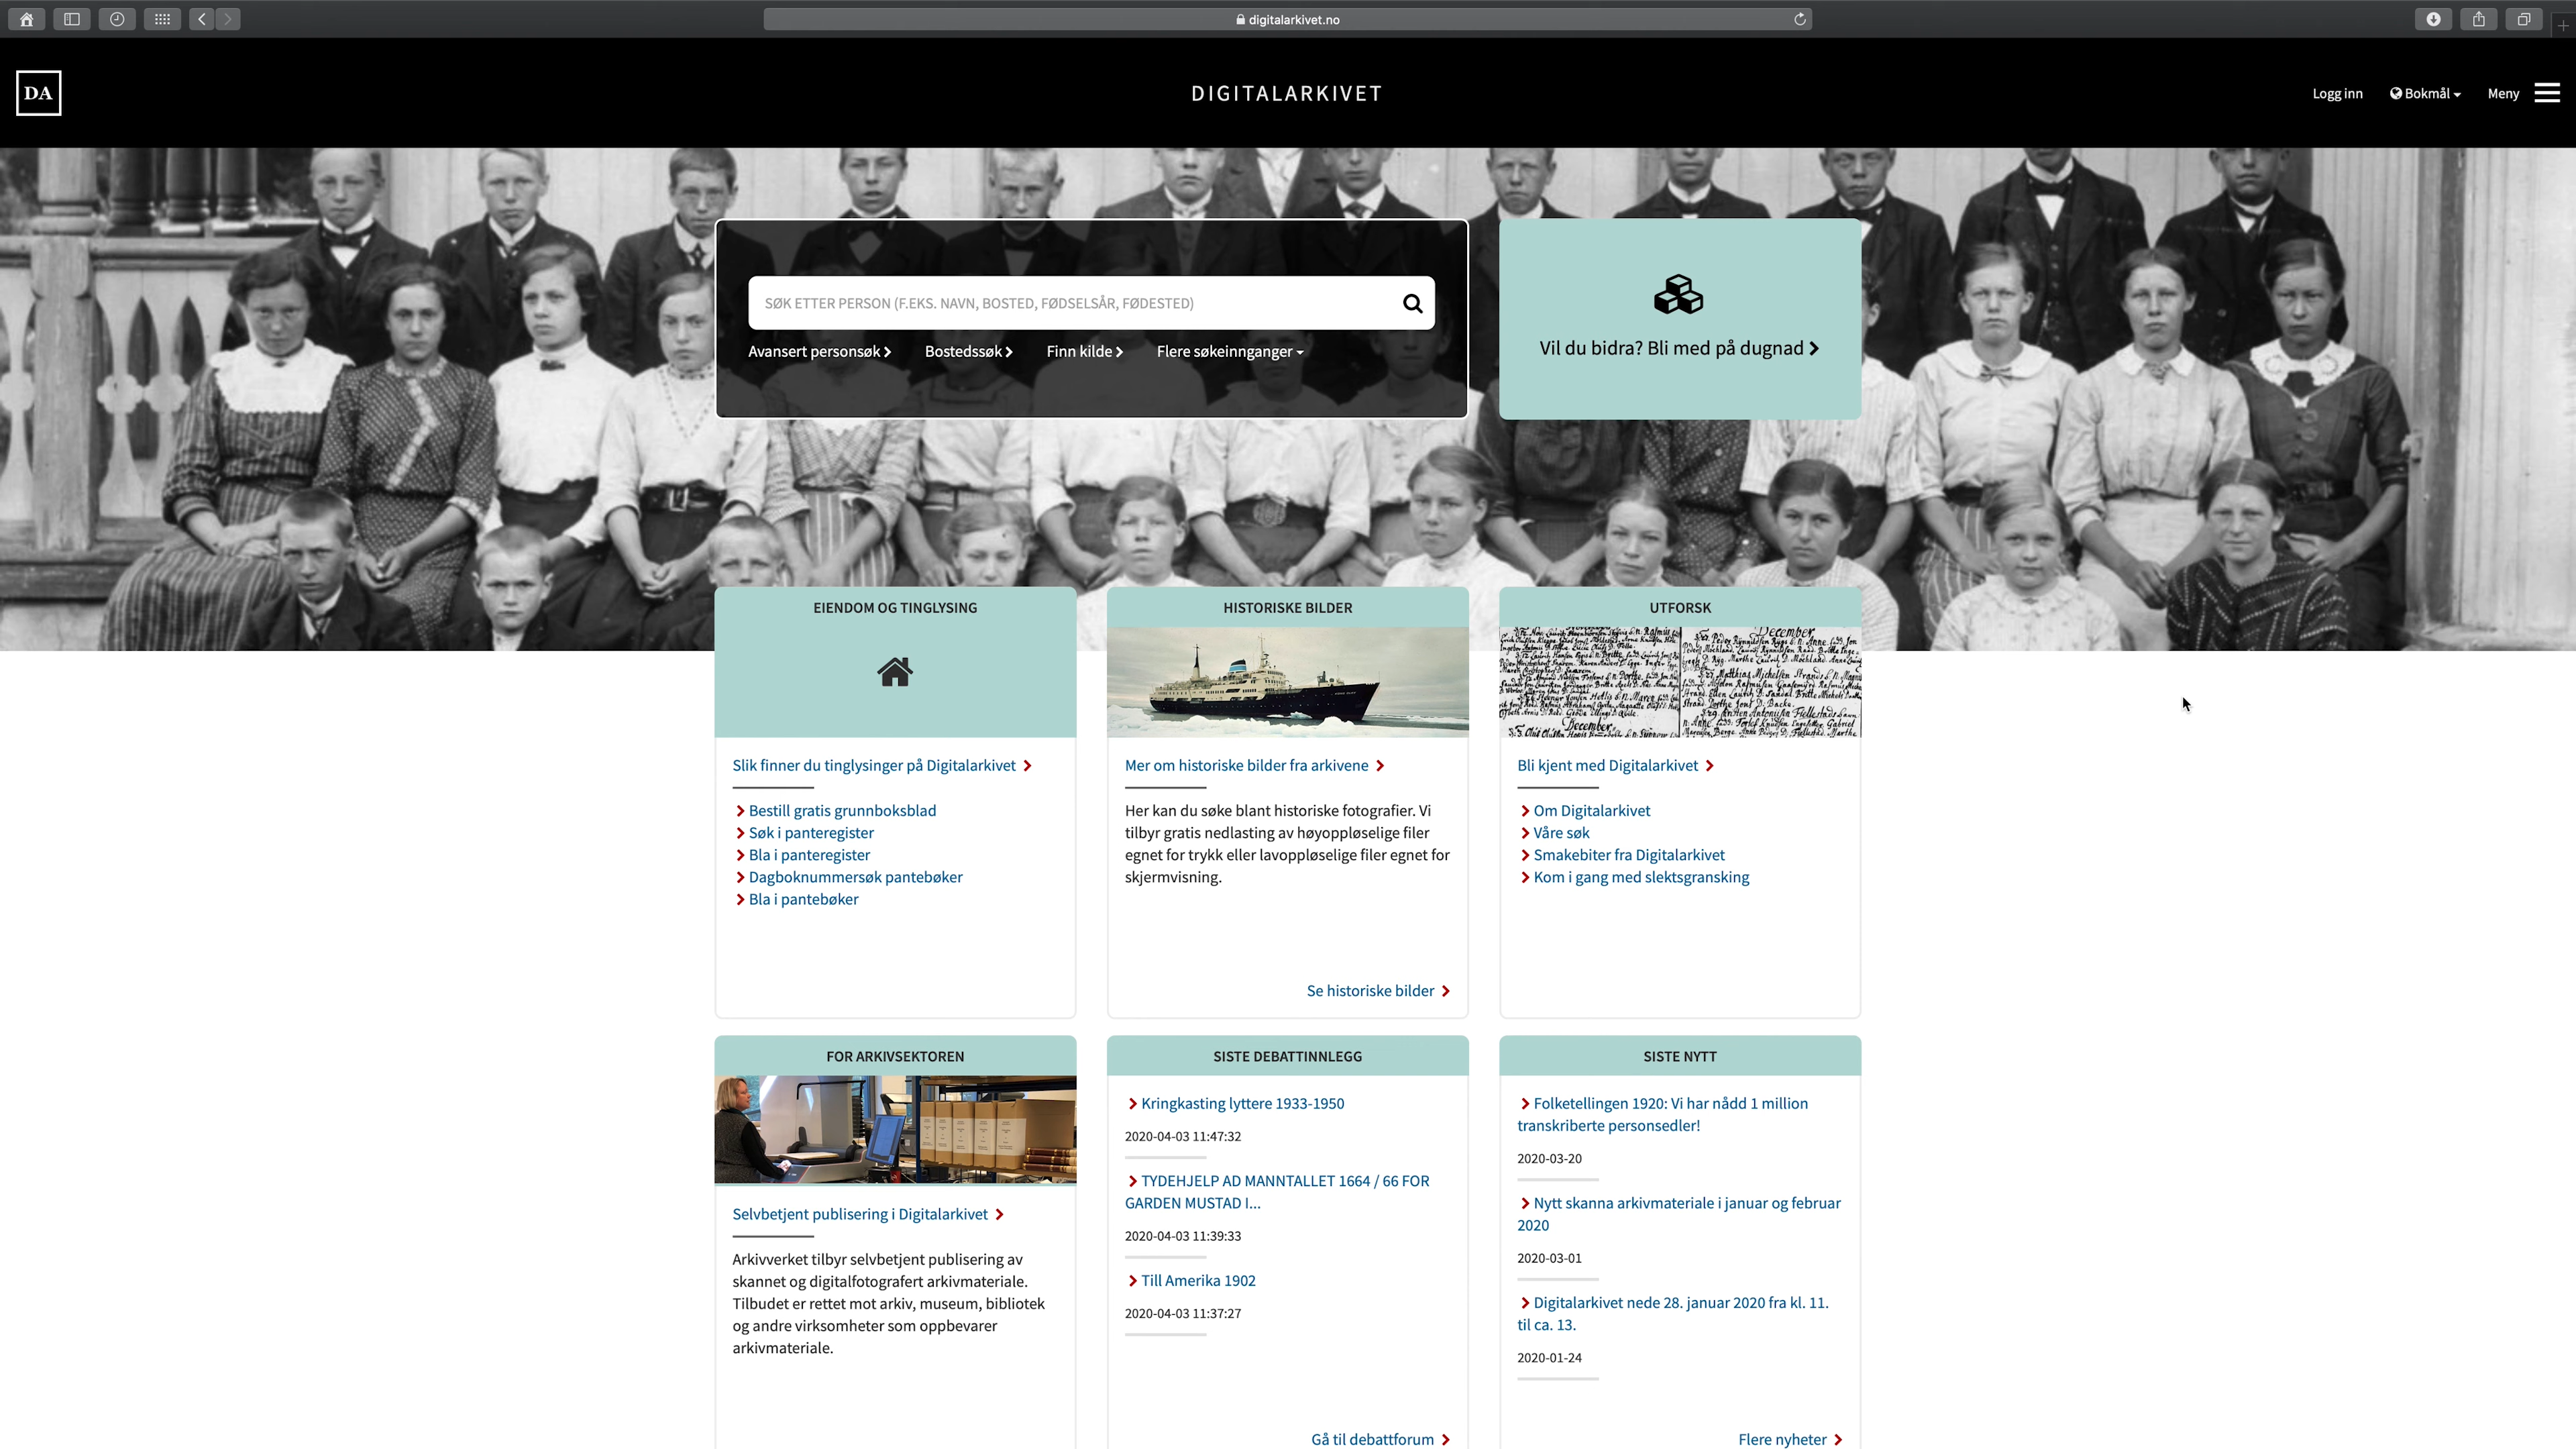 digitalarkivet.no
DA
DIGITALARKIVET
Logg inn
Bokmål
Meny
SØK ETTER PERSON (F.EKS. NAVN, BOSTED, FØDSELSÅR, FØDESTED)
Avansert personsøk
Bostedssøk
Finn kilde
Flere søkeinnganger
Vil du bidra? Bli med på dugnad
EIENDOM OG TINGLYSING
Slik finner du tinglysinger på Digitalarkivet
Bestill gratis grunnboksblad
Søk i panteregister
Bla i panteregister
Dagboknummersøk pantebøker
Bla i pantebøker
HISTORISKE BILDER
Mer om historiske bilder fra arkivene
Her kan du søke blant historiske fotografier. Vi
tilbyr gratis nedlasting av høyoppløselige filer
egnet for trykk eller lavoppløselige filer egnet for
skjermvisning.
Se historiske bilder
UTFORSK
December,
December.
Bli kjent med Digitalarkivet
Om Digitalarkivet
Våre søk
Smakebiter fra Digitalarkivet
Kom i gang med slektsgransking
FOR ARKIVSEKTOREN
Selvbetjent publisering i Digitalarkivet
Arkivverket tilbyr selvbetjent publisering av
skannet og digitalfotografert arkivmateriale.
Tilbudet er rettet mot arkiv, museum, bibliotek
og andre virksomheter som oppbevarer
arkivmateriale.
SISTE DEBATTINNLEGG
Kringkasting lyttere 1933-1950
2020-04-03 11:47:32
TYDEHJELP AD MANNTALLET 1664 / 66 FOR
GARDEN MUSTAD I...
2020-04-03 11:39:33
Till Amerika 1902
2020-04-03 11:37:27
Gå til debattforum
SISTE NYTT
Folketellingen 1920: Vi har nådd 1 million
transkriberte personsedler!
2020-03-20
Nytt skanna arkivmateriale i januar og februar
2020
2020-03-01
Digitalarkivet nede 28. januar 2020 fra kl. 11.
til ca. 13.
2020-01-24
Flere nyheter